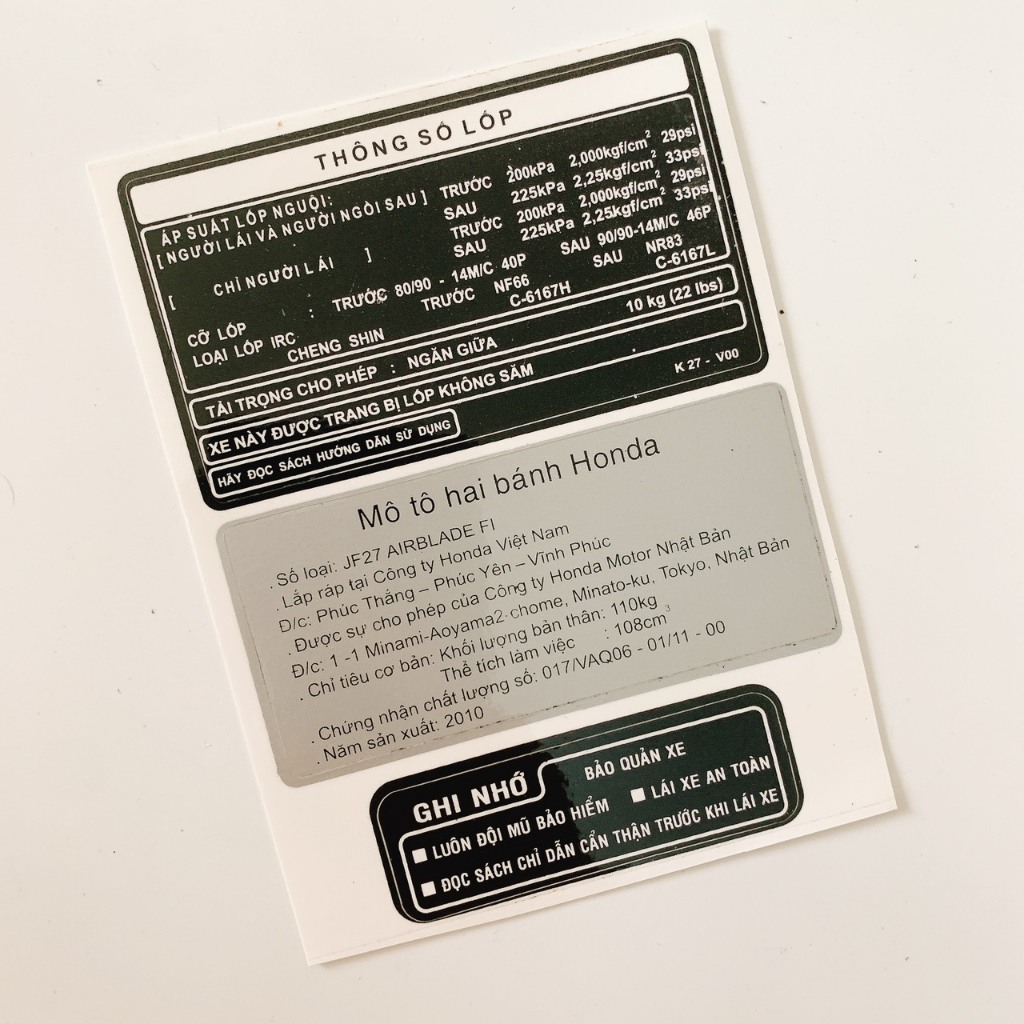 THÔNG SỐ LỐP
ÁP SUẤT LỐP NGUỘI:
[NGƯỜI LÁI VÀ NGƯỜI NGỒI SAU] TRƯỚC 200kPa 2,000kgf/cm² 29psi
SAU 225kPa 2,25kgf/cm² 33psi
[ CHỈ NGƯỜI LÁI ] TRƯỚC 200kPa 2,000kgf/cm² 29psi
SAU 225kPa 2,25kgf/cm² 33psi
CỠ LỐP : TRƯỚC 80/90 - 14M/C 40P SAU 90/90-14M/C 46P
LOẠI LỐP IRC TRƯỚC NF66 SAU NR83
CHENG SHIN C-6167H C-6167L
TẢI TRỌNG CHO PHÉP : NGĂN GIỮA 10 kg (22 lbs)
XE NÀY ĐƯỢC TRANG BỊ LỐP KHÔNG SĂM
HÃY ĐỌC SÁCH HƯỚNG DẪN SỬ DỤNG K 27 - V00
Mô tô hai bánh Honda
. Số loại: JF27 AIRBLADE FI
. Lắp ráp tại Công ty Honda Việt Nam
Đ/c: Phúc Thắng – Phúc Yên – Vĩnh Phúc
. Được sự cho phép của Công ty Honda Motor Nhật Bản
Đ/c: 1 -1 Minami-Aoyama2-chome, Minato-ku, Tokyo, Nhật Bản
. Chỉ tiêu cơ bản: Khối lượng bản thân: 110kg
Thể tích làm việc : 108cm³
. Chứng nhận chất lượng số: 017/VAQ06 - 01/11 - 00
. Năm sản xuất: 2010
GHI NHỚ BẢO QUẢN XE
■ LUÔN ĐỘI MŨ BẢO HIỂM ■ LÁI XE AN TOÀN
■ ĐỌC SÁCH CHỈ DẪN CẨN THẬN TRƯỚC KHI LÁI XE